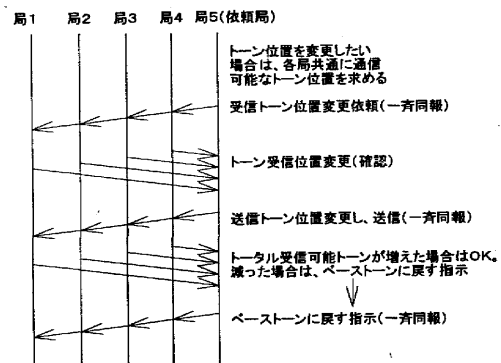 局1 局2 局3 局4 局5(依頼局)
トーン位置を変更したい
場合は、各局共通に通信
可能なトーン位置を求める
受信トーン位置変更依頼(一斉同報)
トーン受信位置変更(確認)
送信トーン位置変更し、送信(一斉同報)
トータル受信可能トーンが増えた場合はOK。
減った場合は、ベーストーンに戻す指示
ベーストーンに戻す指示(一斉同報)